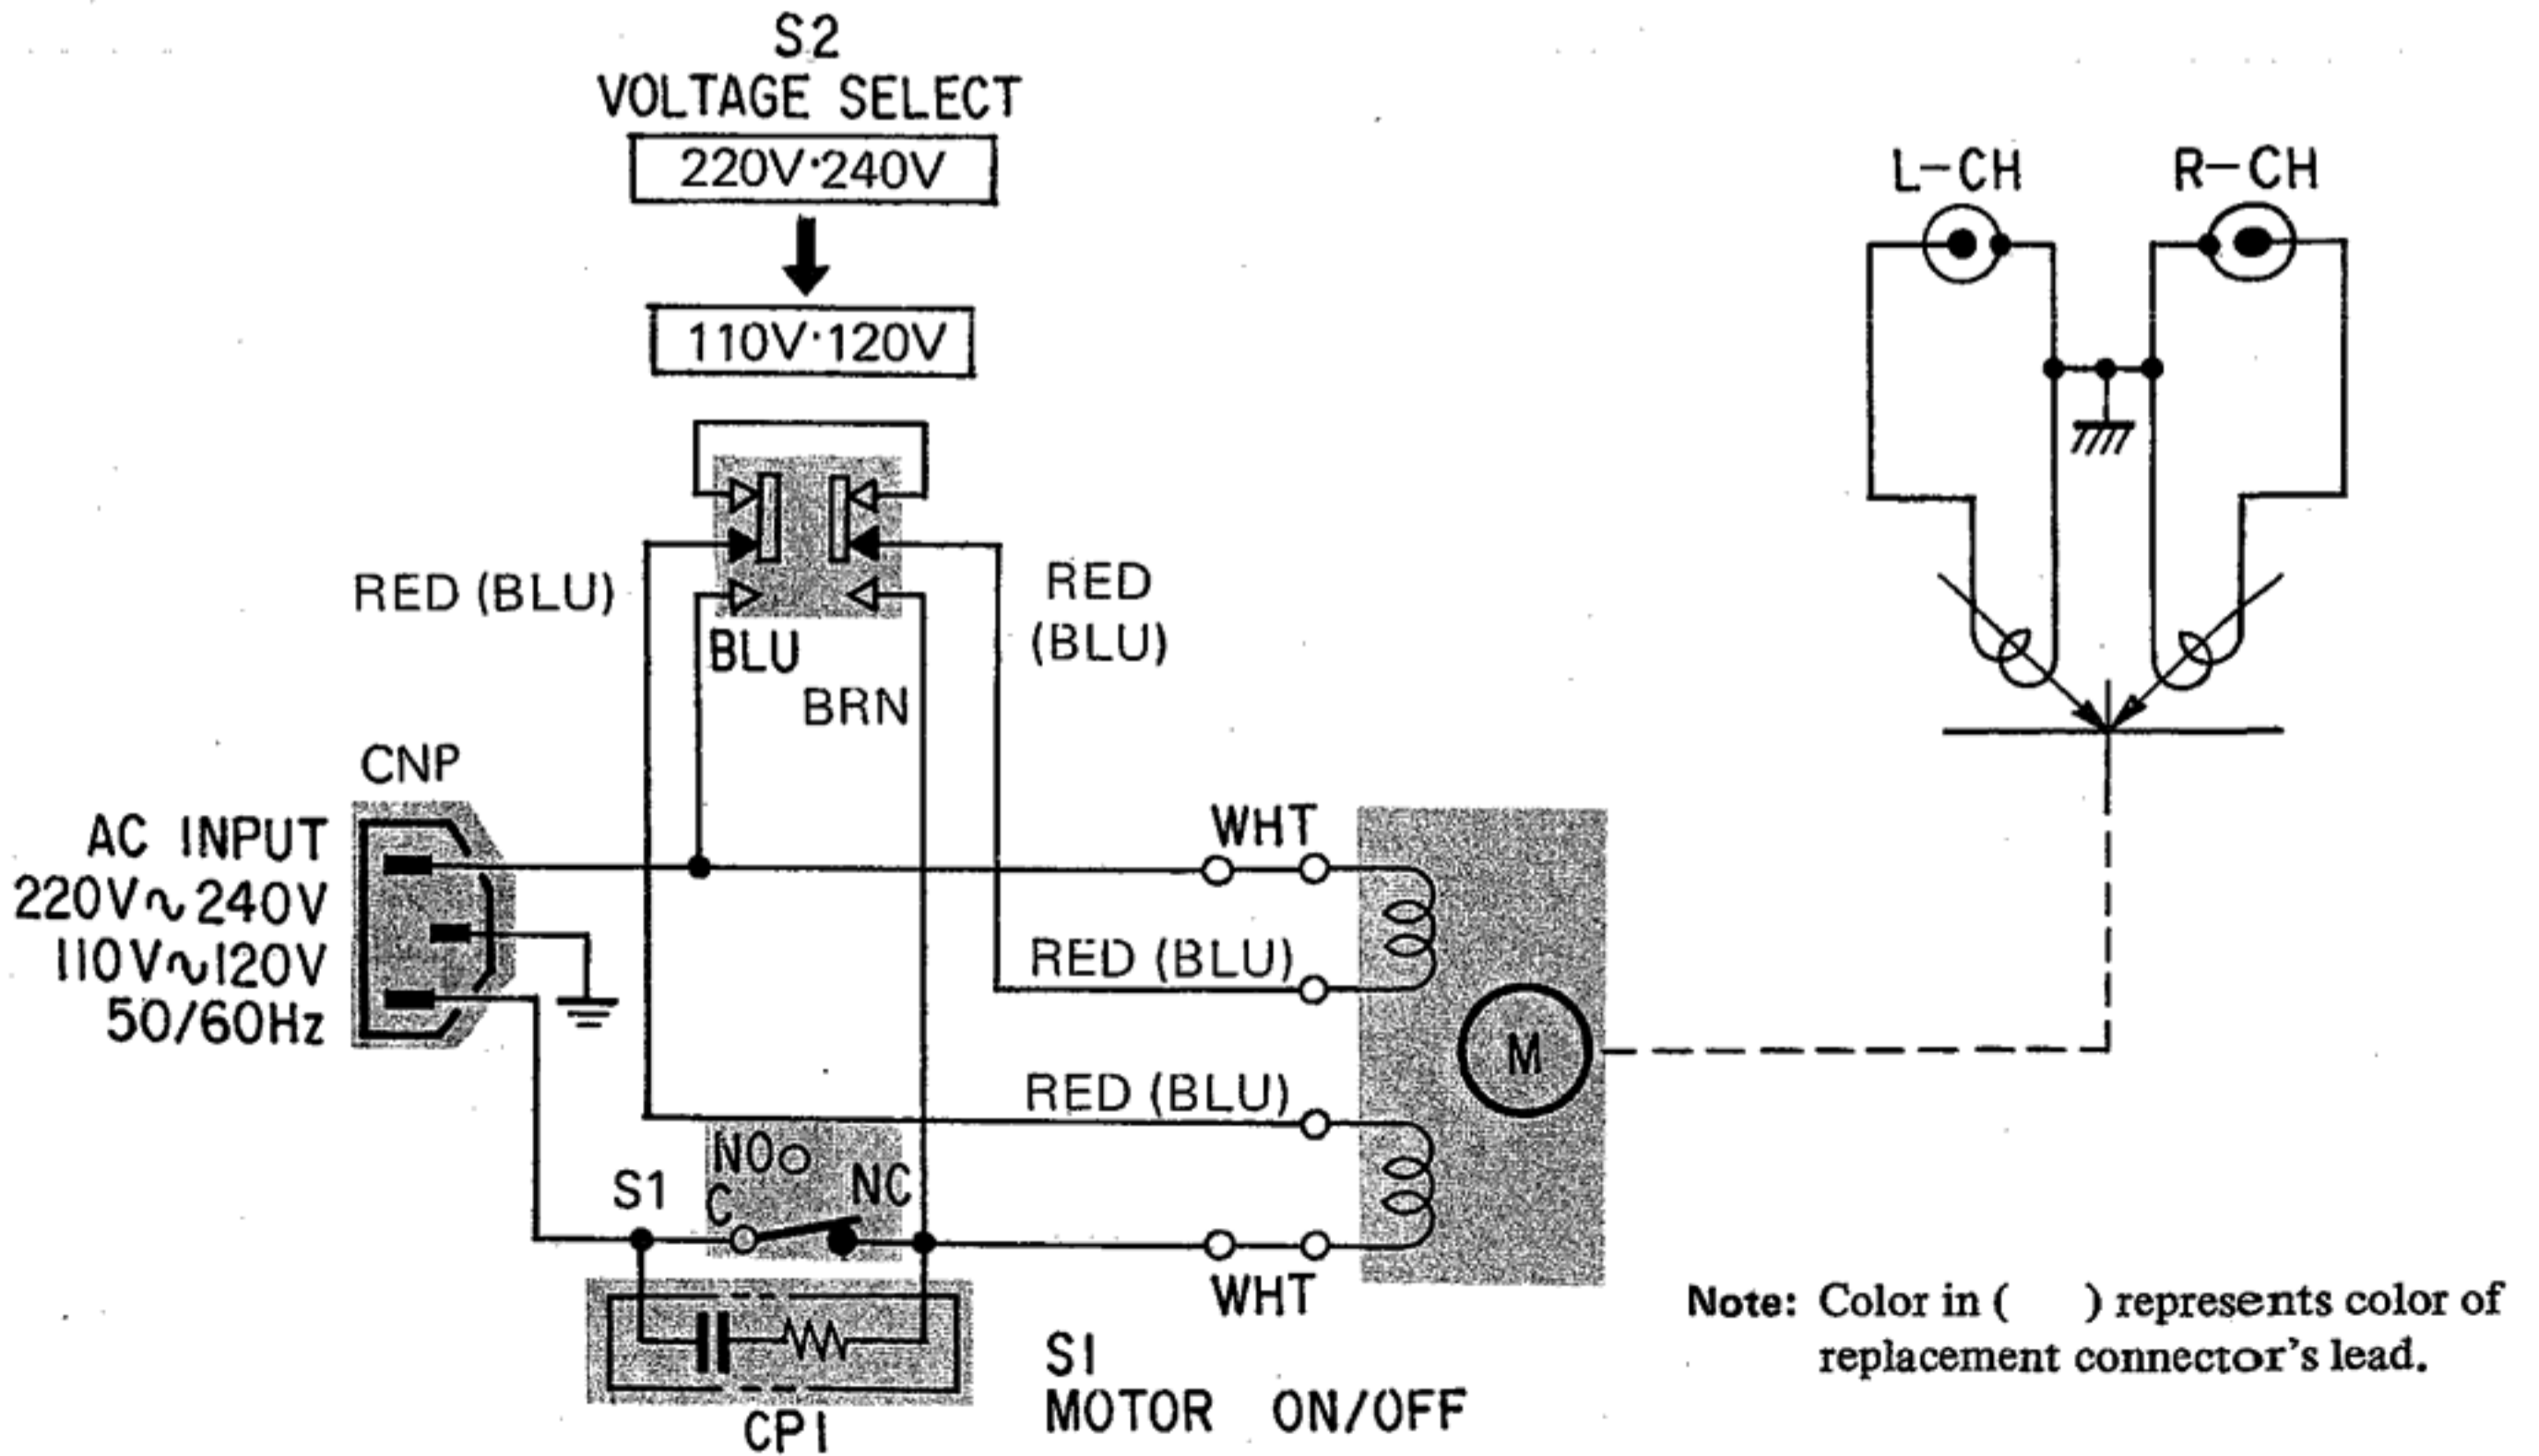 S2
VOLTAGE SELECT
220V·240V
110V·120V
L-CH
R-CH
RED (BLU)
RED
(BLU)
BLU
BRN
CNP
AC INPUT
220V∿240V
110V∿120V
50/60Hz
WHT
RED (BLU)
M
RED (BLU)
NO
S1
C
NC
WHT
CP1
S1
MOTOR ON/OFF
Note: Color in ( ) represents color of
replacement connector's lead.